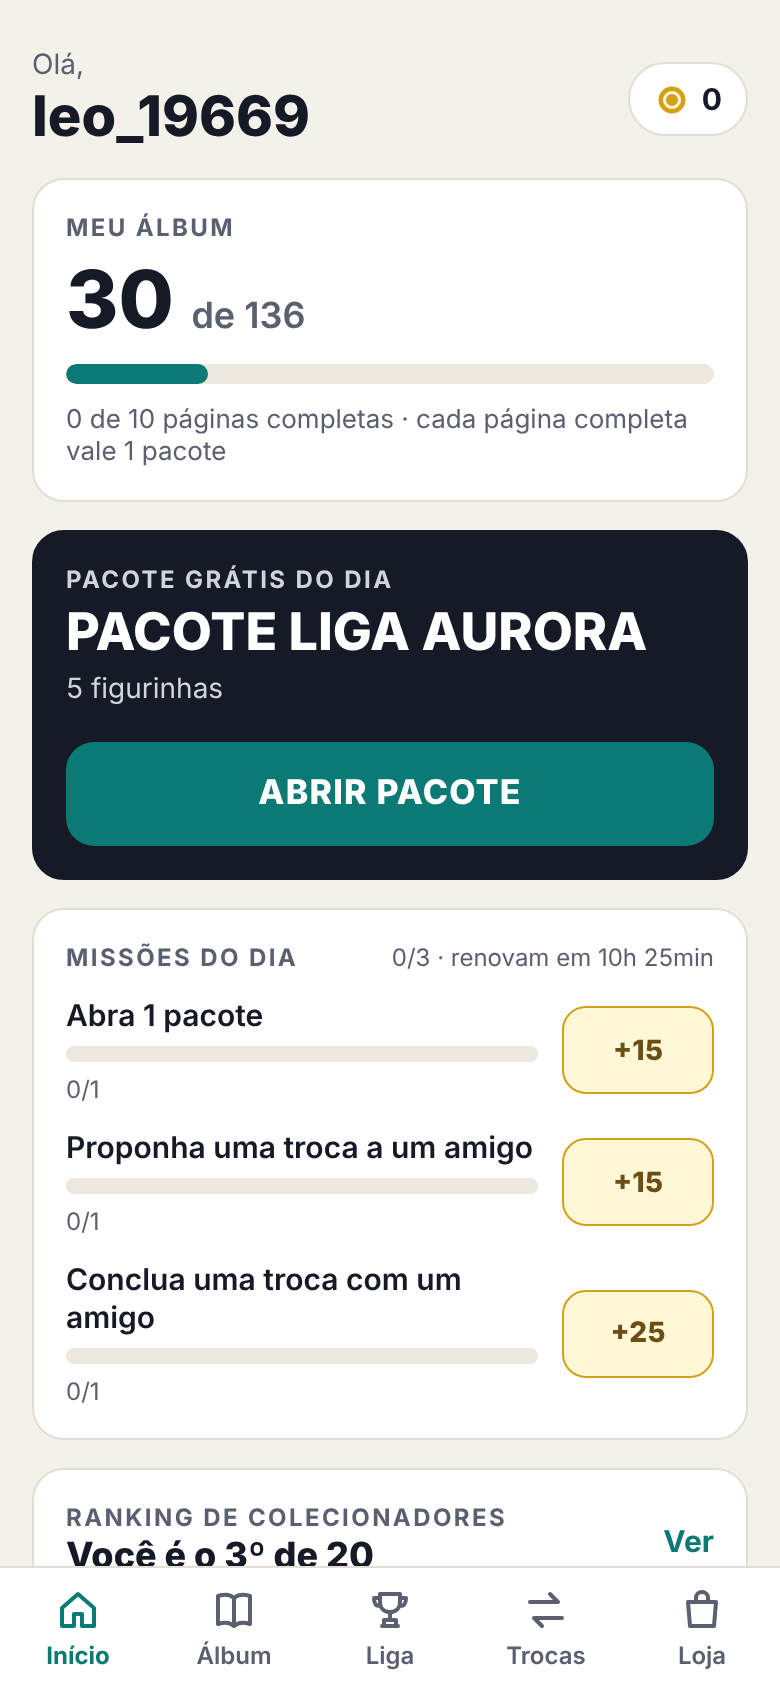 Olá,
leo_19669
0
MEU ÁLBUM
30 de 136
0 de 10 páginas completas · cada página completa
vale 1 pacote
PACOTE GRÁTIS DO DIA
PACOTE LIGA AURORA
5 figurinhas
ABRIR PACOTE
MISSÕES DO DIA
0/3 · renovam em 10h 25min
Abra 1 pacote
+15
0/1
Proponha uma troca a um amigo
+15
0/1
Conclua uma troca com um
amigo
+25
0/1
RANKING DE COLECIONADORES
Você é o 3º de 20
Ver
Início
Álbum
Liga
Trocas
Loja